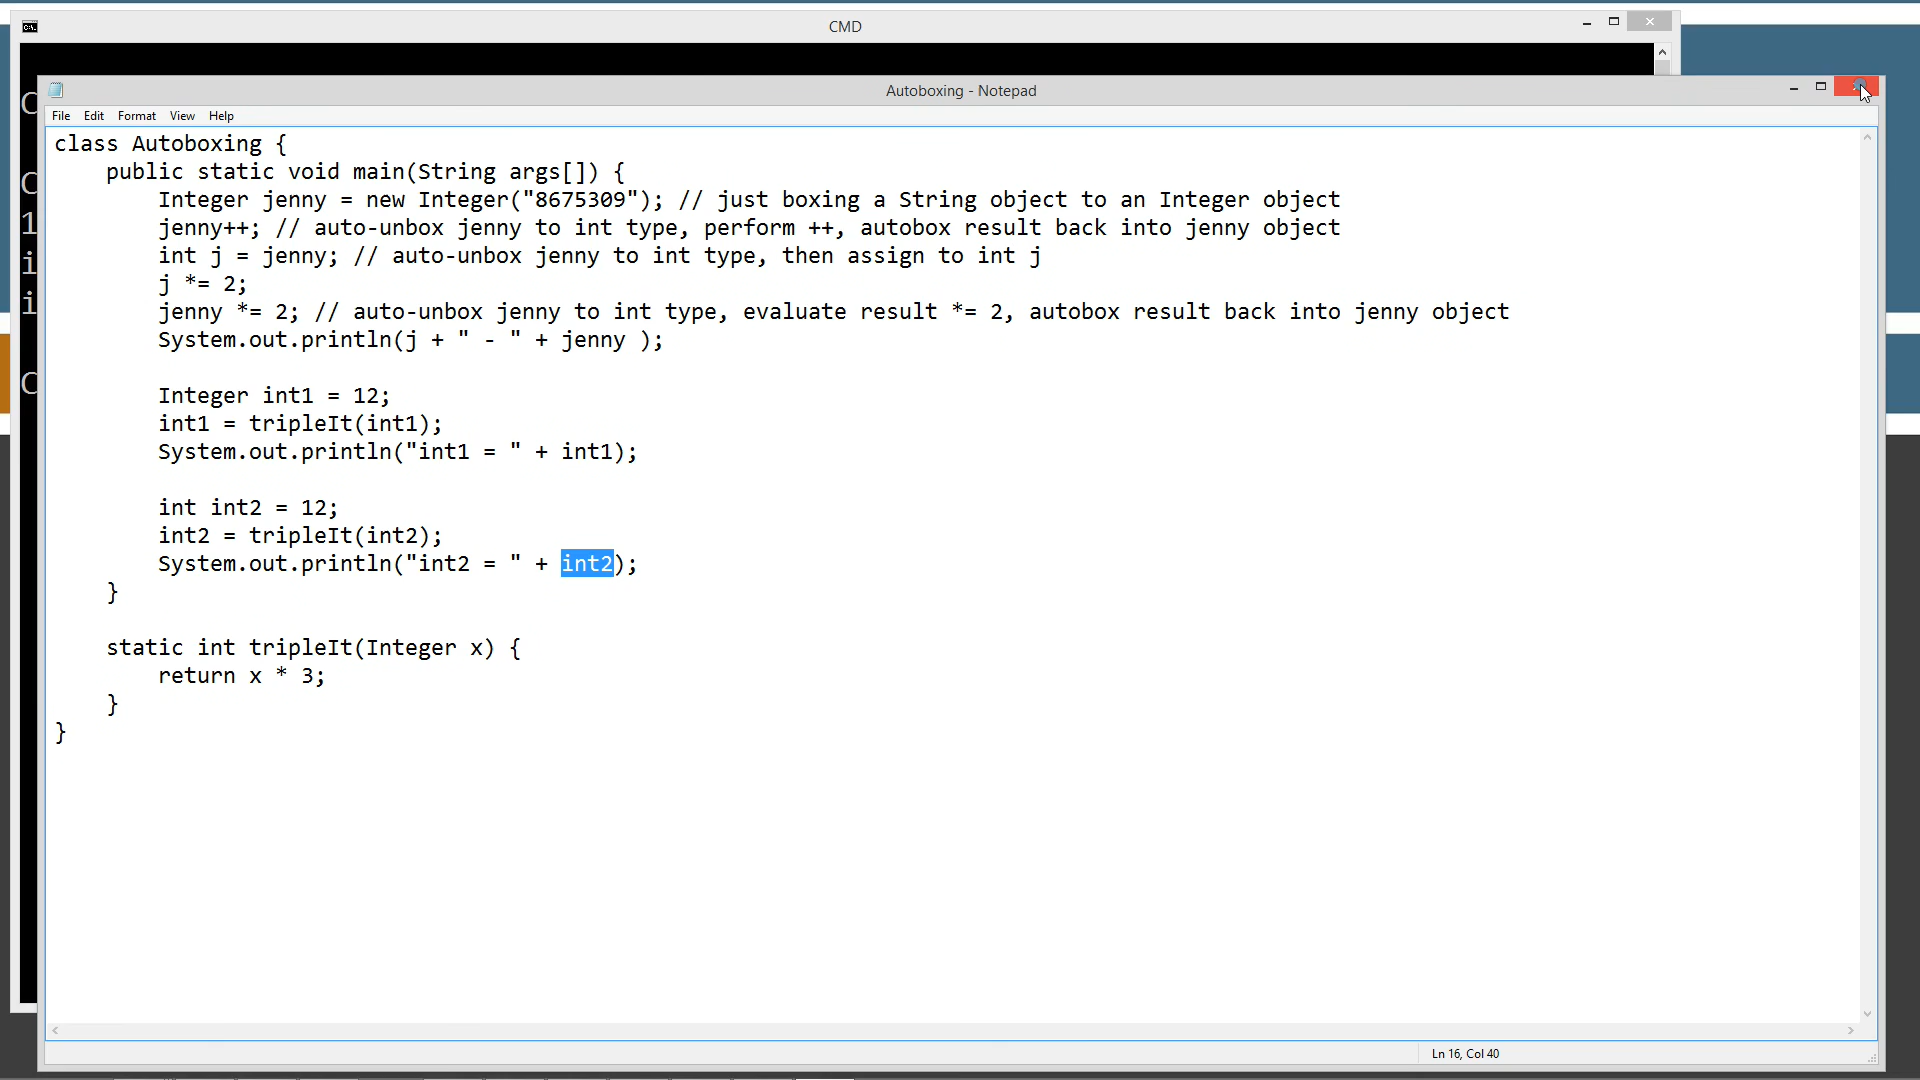 CMD
Autoboxing - Notepad
File Edit Format View Help
class Autoboxing {
    public static void main(String args[]) {
        Integer jenny = new Integer("8675309"); // just boxing a String object to an Integer object
        jenny++; // auto-unbox jenny to int type, perform ++, autobox result back into jenny object
        int j = jenny; // auto-unbox jenny to int type, then assign to int j
        j *= 2;
        jenny *= 2; // auto-unbox jenny to int type, evaluate result *= 2, autobox result back into jenny object
        System.out.println(j + " - " + jenny );

        Integer int1 = 12;
        int1 = tripleIt(int1);
        System.out.println("int1 = " + int1);

        int int2 = 12;
        int2 = tripleIt(int2);
        System.out.println("int2 = " + int2);
    }

    static int tripleIt(Integer x) {
        return x * 3;
    }
}
Ln 16, Col 40